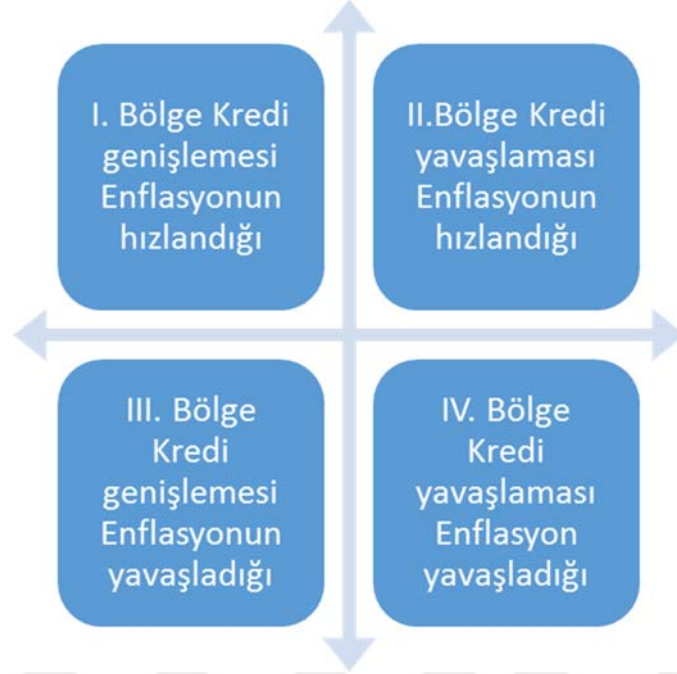 I. Bölge Kredi
genişlemesi
Enflasyonun
hızlandığı
II.Bölge Kredi
yavaşlaması
Enflasyonun
hızlandığı
III. Bölge
Kredi
genişlemesi
Enflasyonun
yavaşladığı
IV. Bölge
Kredi
yavaşlaması
Enflasyon
yavaşladığı